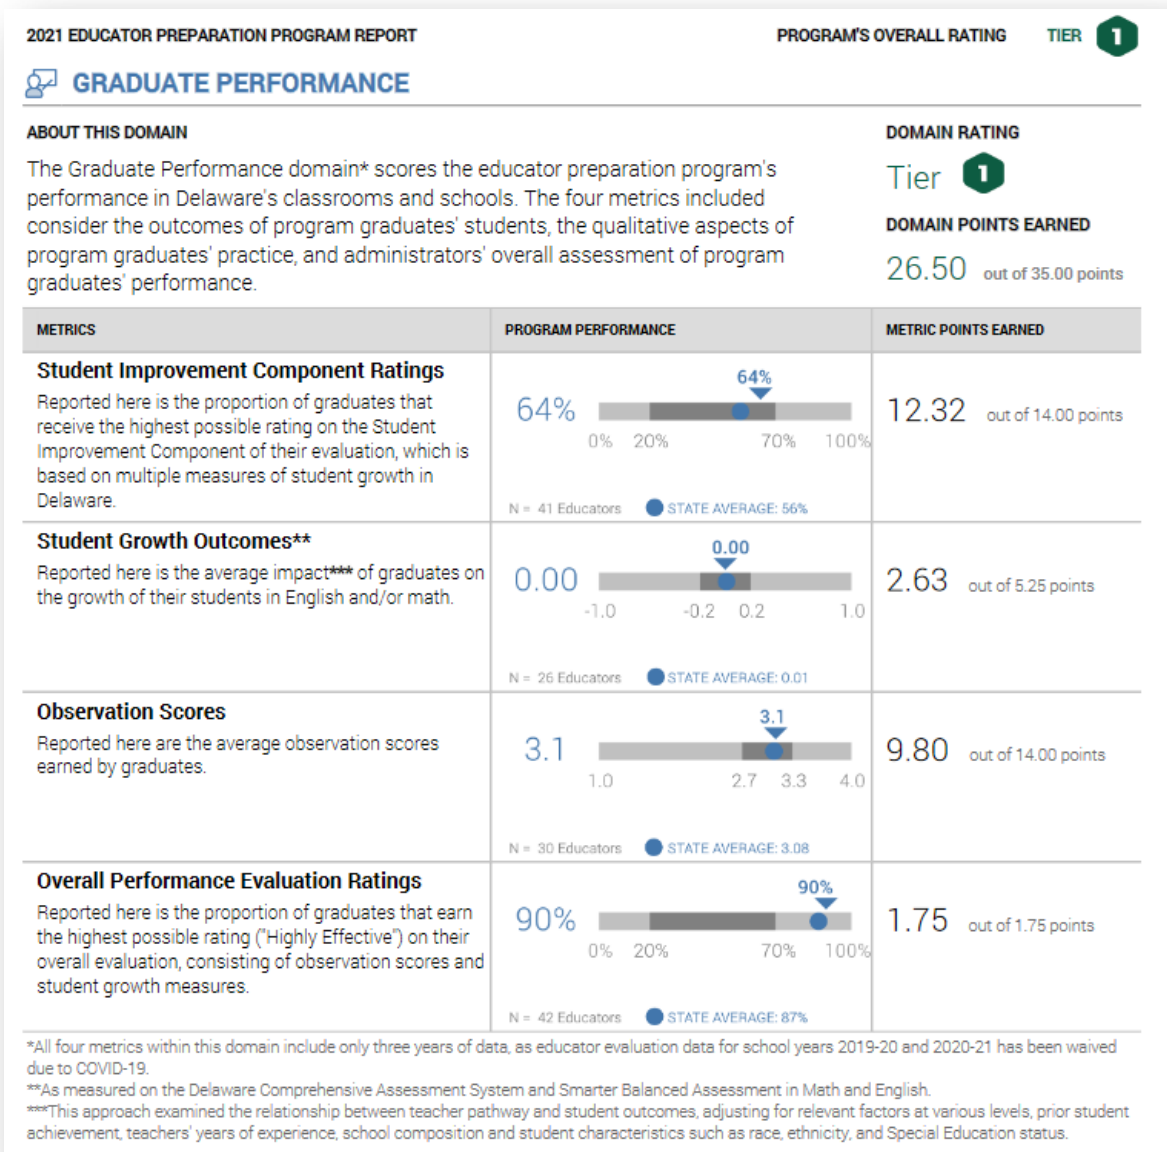 2021 EDUCATOR PREPARATION PROGRAM REPORT
PROGRAM'S OVERALL RATING TIER 1
GRADUATE PERFORMANCE
ABOUT THIS DOMAIN
The Graduate Performance domain* scores the educator preparation program's
performance in Delaware's classrooms and schools. The four metrics included
consider the outcomes of program graduates' students, the qualitative aspects of
program graduates' practice, and administrators' overall assessment of program
graduates' performance.
DOMAIN RATING
Tier 1
DOMAIN POINTS EARNED
26.50 out of 35.00 points
METRICS PROGRAM PERFORMANCE METRIC POINTS EARNED
Student Improvement Component Ratings
Reported here is the proportion of graduates that
receive the highest possible rating on the Student
Improvement Component of their evaluation, which is
based on multiple measures of student growth in
Delaware.
64%
64%
0% 20% 70% 100%
N = 41 Educators STATE AVERAGE: 56%
12.32 out of 14.00 points
Student Growth Outcomes**
Reported here is the average impact*** of graduates on
the growth of their students in English and/or math.
0.00
0.00
-1.0 -0.2 0.2 1.0
N = 26 Educators STATE AVERAGE: 0.01
2.63 out of 5.25 points
Observation Scores
Reported here are the average observation scores
earned by graduates.
3.1
3.1
1.0 2.7 3.3 4.0
N = 30 Educators STATE AVERAGE: 3.08
9.80 out of 14.00 points
Overall Performance Evaluation Ratings
Reported here is the proportion of graduates that earn
the highest possible rating ("Highly Effective") on their
overall evaluation, consisting of observation scores and
student growth measures.
90%
90%
0% 20% 70% 100%
N = 42 Educators STATE AVERAGE: 87%
1.75 out of 1.75 points
*All four metrics within this domain include only three years of data, as educator evaluation data for school years 2019-20 and 2020-21 has been waived
due to COVID-19.
**As measured on the Delaware Comprehensive Assessment System and Smarter Balanced Assessment in Math and English.
***This approach examined the relationship between teacher pathway and student outcomes, adjusting for relevant factors at various levels, prior student
achievement, teachers' years of experience, school composition and student characteristics such as race, ethnicity, and Special Education status.